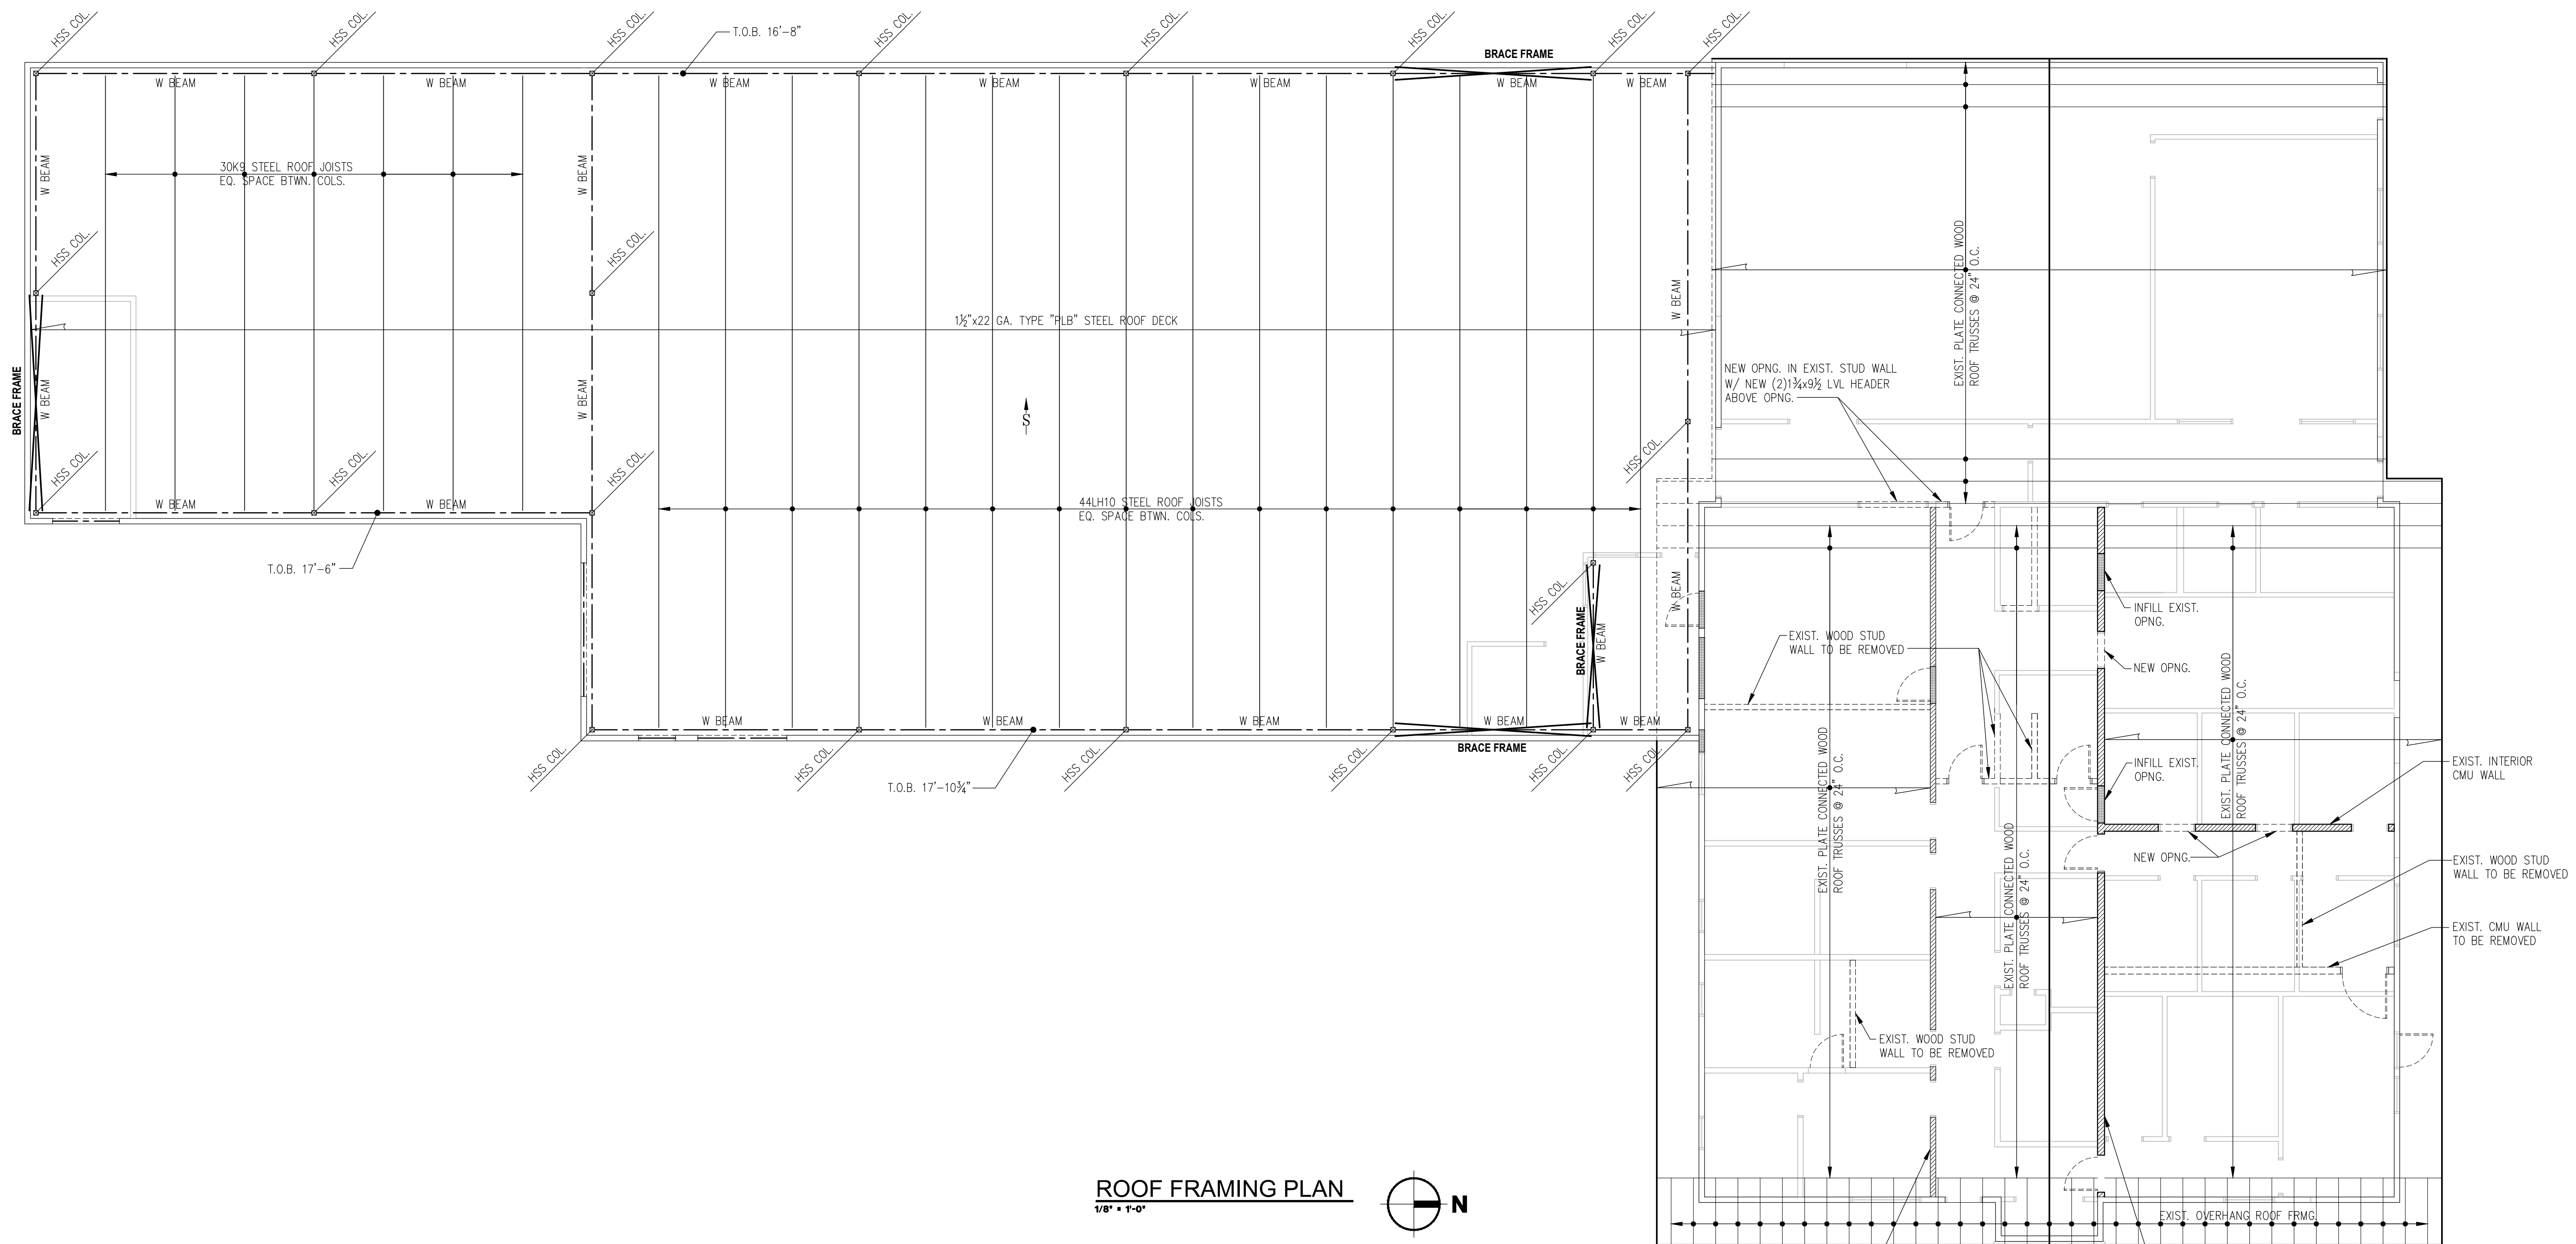 HSS COL.
HSS COL.
HSS COL.
HSS COL.
HSS COL.
HSS COL.
HSS COL.
HSS COL.
T.O.B. 16'-8"
BRACE FRAME
W BEAM
W BEAM
W BEAM
W BEAM
W BEAM
W BEAM
W BEAM
W BEAM
W BEAM
30K9 STEEL ROOF JOISTS
EQ. SPACE BTWN. COLS.
W BEAM
HSS COL.
HSS COL.
EXIST. PLATE CONNECTED WOOD
ROOF TRUSSES @ 24" O.C.
W BEAM
1½"x22 GA. TYPE "PLB" STEEL ROOF DECK
BRACE FRAME
W BEAM
W BEAM
S
NEW OPNG. IN EXIST. STUD WALL
W/ NEW (2)1¾x9½ LVL HEADER
ABOVE OPNG.
HSS COL.
HSS COL.
HSS COL.
HSS COL.
W BEAM
W BEAM
44LH10 STEEL ROOF JOISTS
EQ. SPACE BTWN. COLS.
T.O.B. 17'-6"
HSS COL.
W BEAM
BRACE FRAME
W BEAM
INFILL EXIST.
OPNG.
EXIST. WOOD STUD
WALL TO BE REMOVED
NEW OPNG.
W BEAM
W BEAM
W BEAM
W BEAM
W BEAM
BRACE FRAME
HSS COL.
HSS COL.
HSS COL.
HSS COL.
HSS COL.
HSS COL.
T.O.B. 17'-10¾"
EXIST. PLATE CONNECTED WOOD
ROOF TRUSSES @ 24" O.C.
EXIST. PLATE CONNECTED WOOD
ROOF TRUSSES @ 24" O.C.
EXIST. PLATE CONNECTED WOOD
ROOF TRUSSES @ 24" O.C.
INFILL EXIST.
OPNG.
EXIST. INTERIOR
CMU WALL
NEW OPNG.
EXIST. WOOD STUD
WALL TO BE REMOVED
EXIST. CMU WALL
TO BE REMOVED
EXIST. WOOD STUD
WALL TO BE REMOVED
ROOF FRAMING PLAN
1/8" = 1'-0"
N
EXIST. OVERHANG ROOF FRMG.